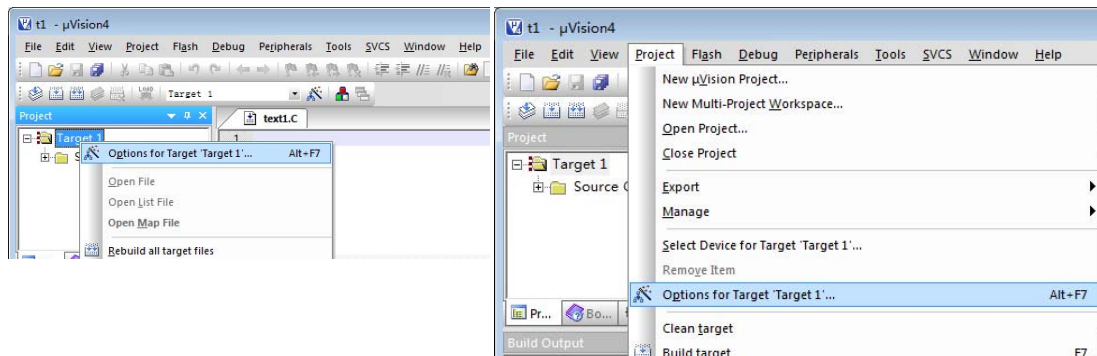 t1 - µVision4
File Edit View Project Flash Debug Peripherals Tools SVCS Window Help
Target 1
Project
text1.C
Target 1
1
Options for Target 'Target 1'... Alt+F7
Open File
Open List File
Open Map File
Rebuild all target files
t1 - µVision4
File Edit View Project Flash Debug Peripherals Tools SVCS Window Help
New µVision Project...
New Multi-Project Workspace...
Open Project...
Close Project
Project
Target 1
Source
Export
Manage
Select Device for Target 'Target 1'...
Remove Item
Options for Target 'Target 1'... Alt+F7
Pr... Bo...
Clean target
Build Output
Build target F7